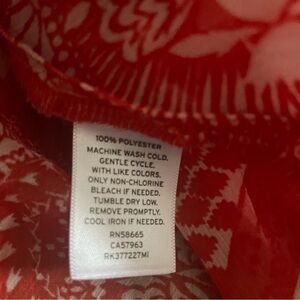 100% POLYESTER
MACHINE WASH COLD,
GENTLE CYCLE,
WITH LIKE COLORS.
ONLY NON-CHLORINE
BLEACH IF NEEDED.
TUMBLE DRY LOW.
REMOVE PROMPTLY.
COOL IRON IF NEEDED.
RN58665
CA57963
RK377227MI